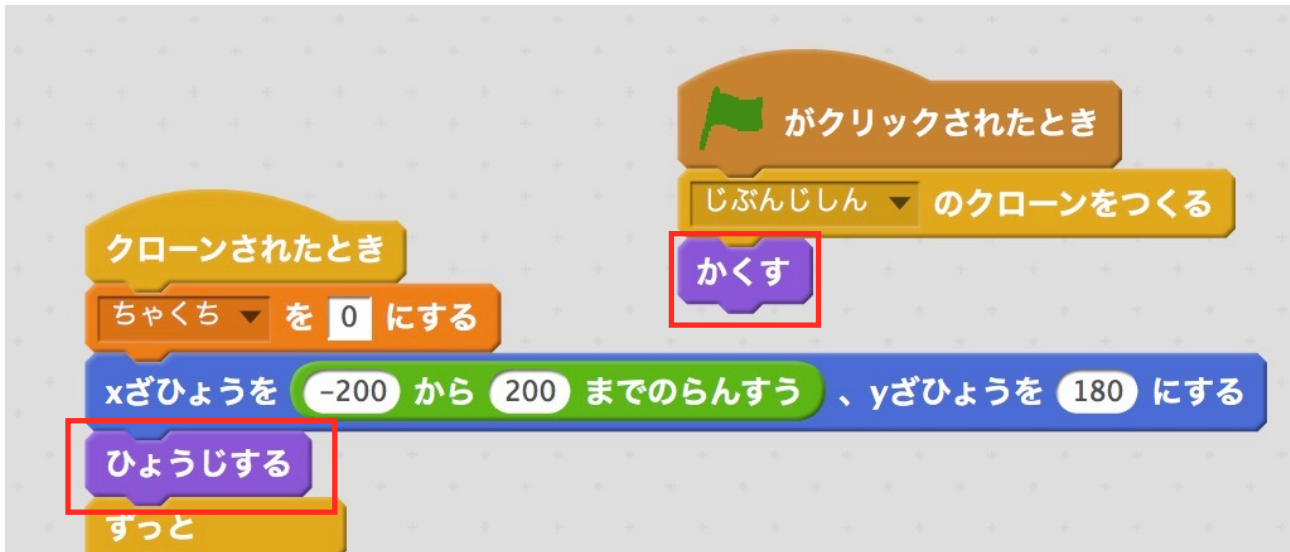 がクリックされたとき
じぶんじしん のクローンをつくる
かくす
クローンされたとき
ちゃくち を 0 にする
xざひょうを -200 から 200 までのらんすう 、yざひょうを 180 にする
ひょうじする
ずっと